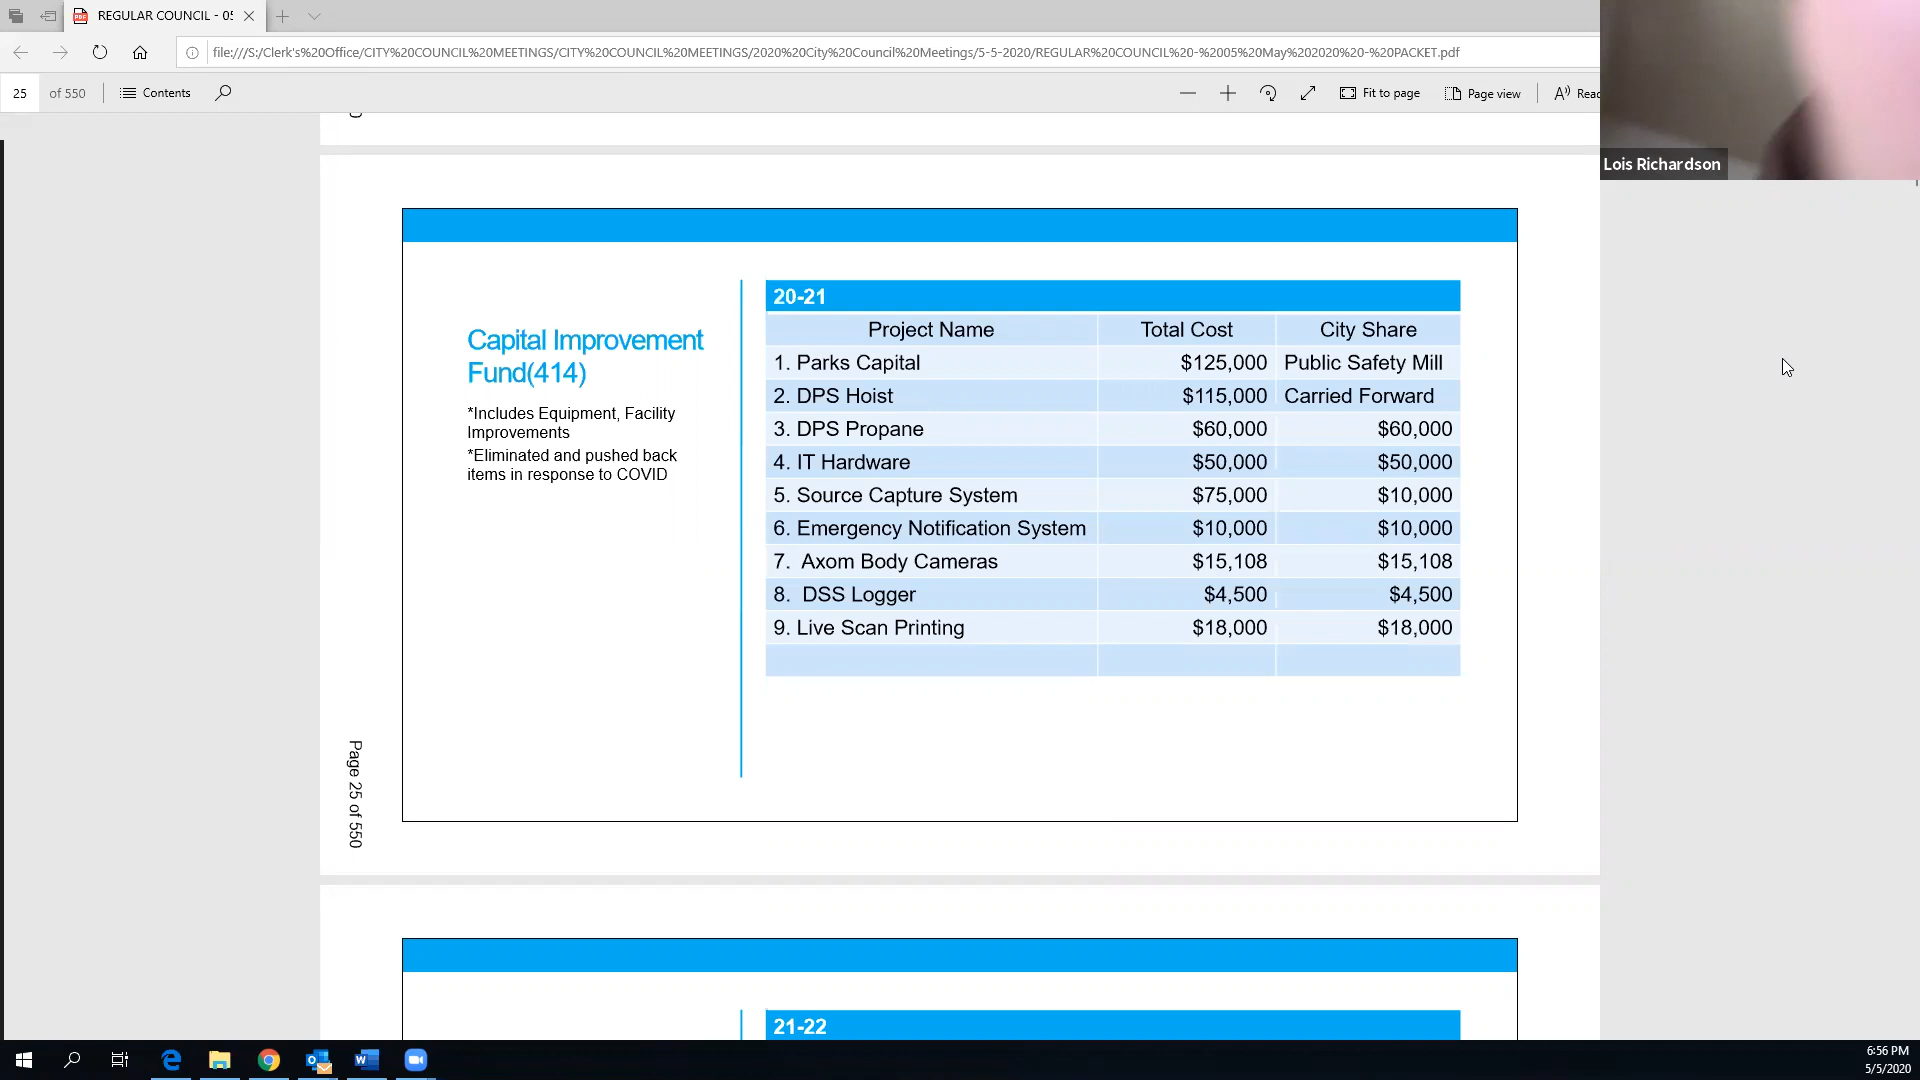 REGULAR COUNCIL - 05
file:///S:/Clerk's%20Office/CITY%20COUNCIL%20MEETINGS/CITY%20COUNCIL%20MEETINGS/2020%20City%20Council%20Meetings/5-5-2020/REGULAR%20COUNCIL%20-%2005%20May%202020%20-%20PACKET.pdf
25 of 550 Contents Fit to page Page view Read
Lois Richardson
Capital Improvement
Fund(414)
*Includes Equipment, Facility
Improvements
*Eliminated and pushed back
items in response to COVID
20-21
Project Name Total Cost City Share
1. Parks Capital $125,000 Public Safety Mill
2. DPS Hoist $115,000 Carried Forward
3. DPS Propane $60,000 $60,000
4. IT Hardware $50,000 $50,000
5. Source Capture System $75,000 $10,000
6. Emergency Notification System $10,000 $10,000
7. Axom Body Cameras $15,108 $15,108
8. DSS Logger $4,500 $4,500
9. Live Scan Printing $18,000 $18,000
Page 25 of 550
21-22
6:56 PM
5/5/2020